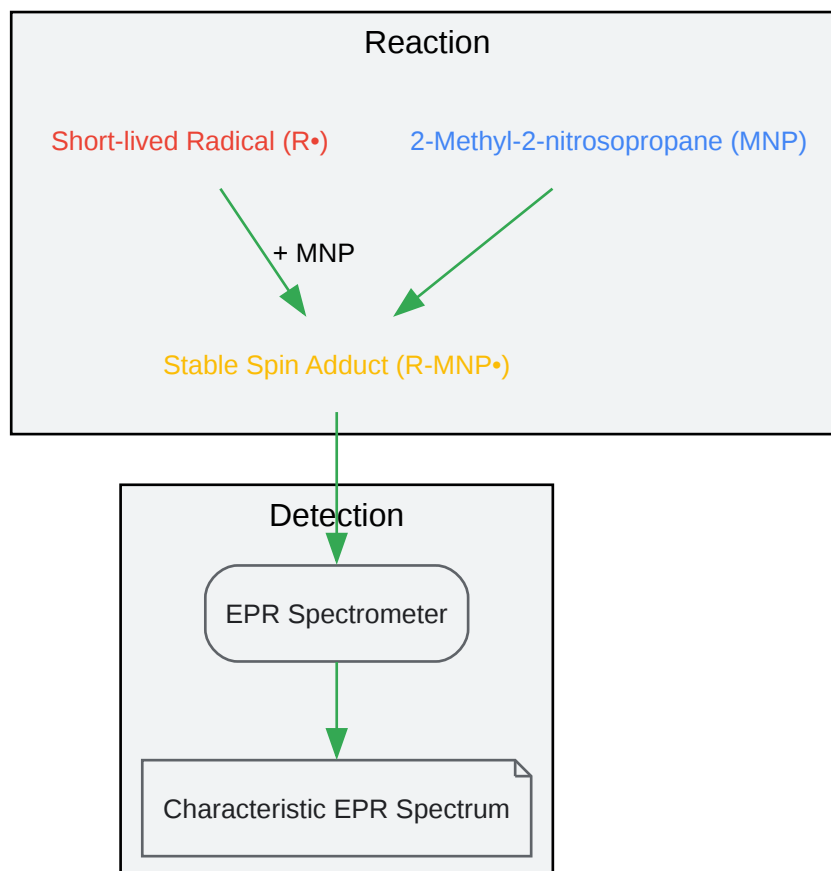 Reaction
Short-lived Radical (R•)
2-Methyl-2-nitrosopropane (MNP)
+ MNP
Stable Spin Adduct (R-MNP•)
Detection
EPR Spectrometer
Characteristic EPR Spectrum